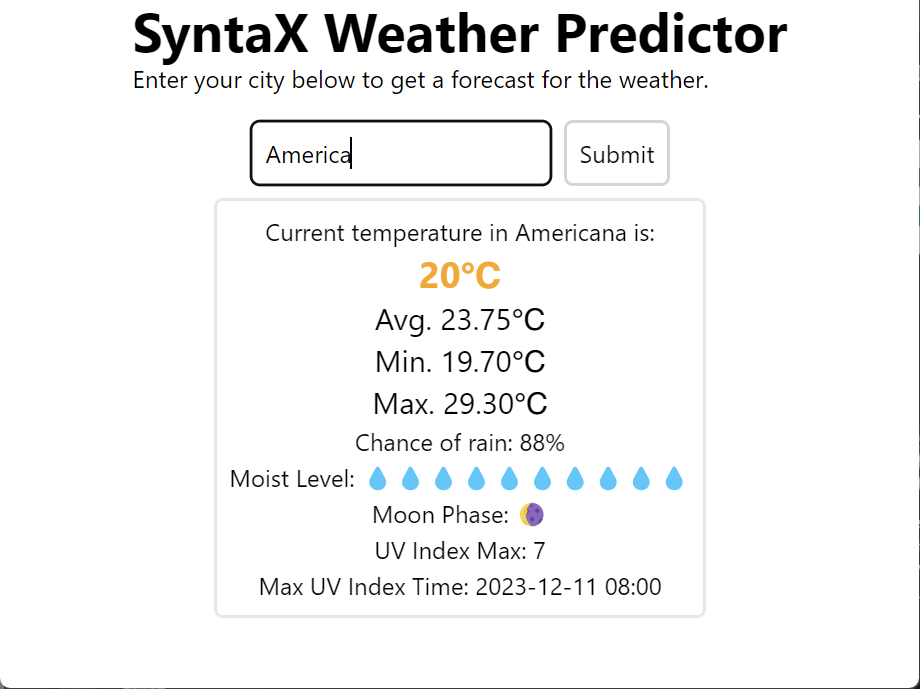 SyntaX Weather Predictor
Enter your city below to get a forecast for the weather.
America
Submit
Current temperature in Americana is:
20°C
Avg. 23.75°C
Min. 19.70°C
Max. 29.30°C
Chance of rain: 88%
Moist Level: 💧 💧 💧 💧 💧 💧 💧 💧 💧 💧
Moon Phase: 🌘
UV Index Max: 7
Max UV Index Time: 2023-12-11 08:00